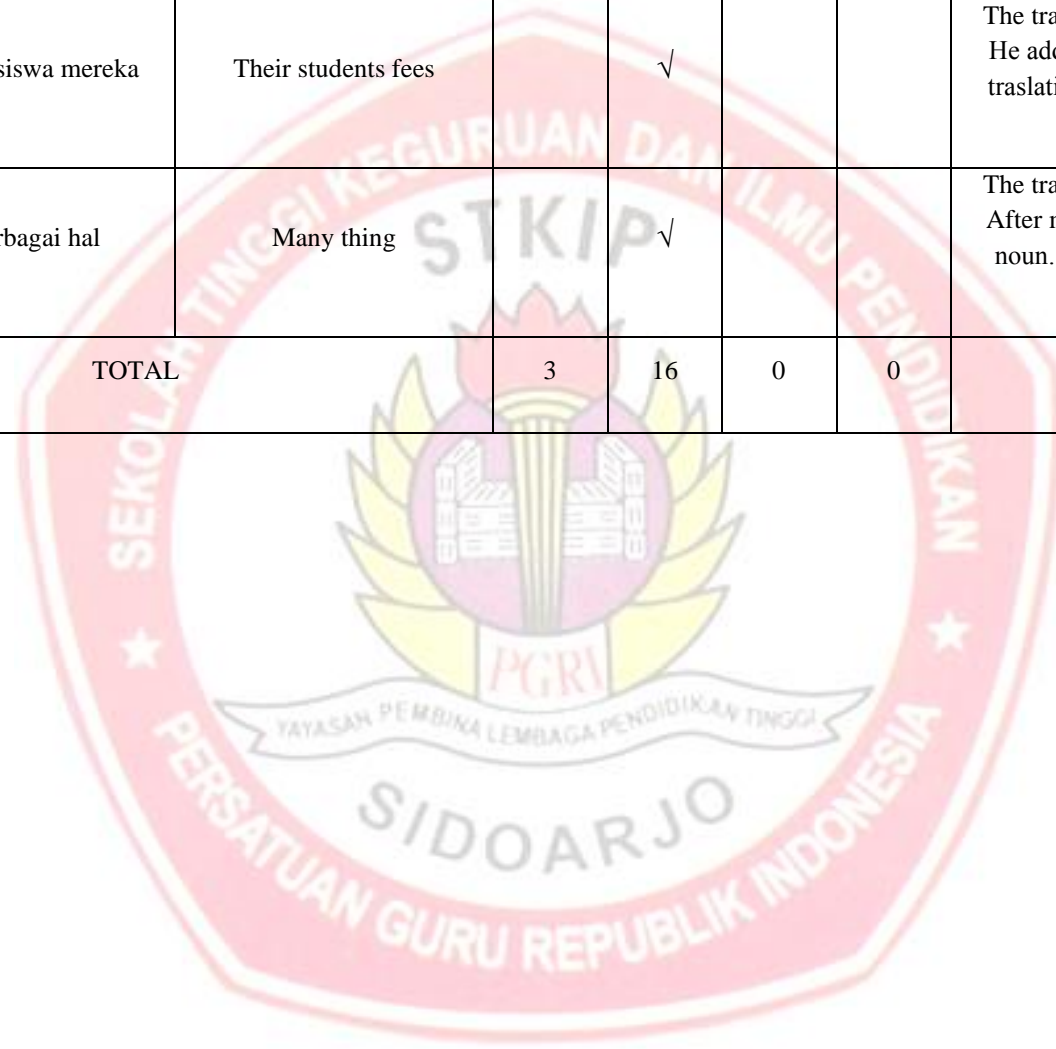 The tra
siswa mereka Their students fees √ He add
traslati
The tra
rbagai hal Many thing √ After m
noun.
TOTAL 3 16 0 0
SEKOLAH TINGGI KEGURUAN DAN ILMU PENDIDIKAN
STKIP
PGRI
YAYASAN PEMBINA LEMBAGA PENDIDIKAN TINGGI
SIDOARJO
PERSATUAN GURU REPUBLIK INDONESIA